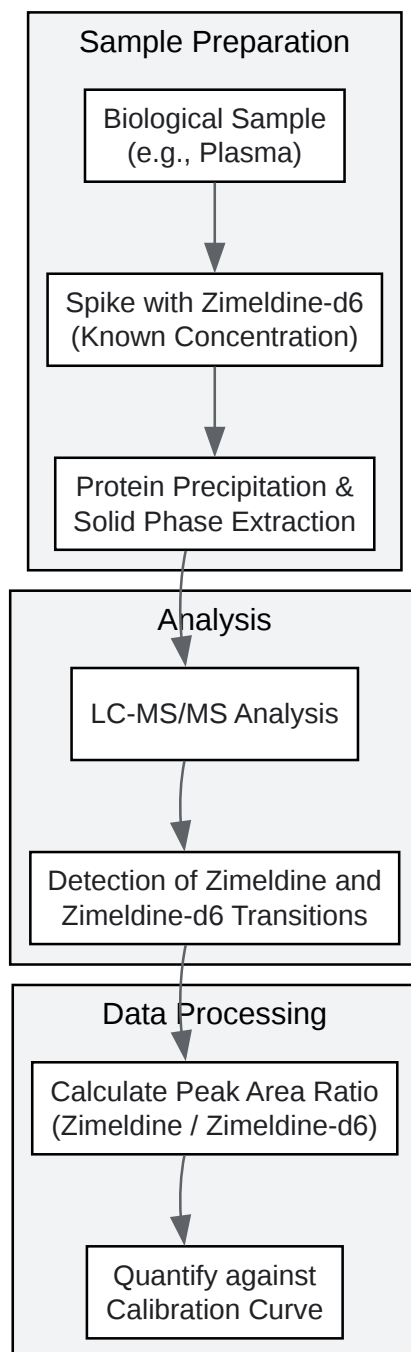 Sample Preparation
Biological Sample
(e.g., Plasma)
Spike with Zimeldine-d6
(Known Concentration)
Protein Precipitation &
Solid Phase Extraction
Analysis
LC-MS/MS Analysis
Detection of Zimeldine and
Zimeldine-d6 Transitions
Data Processing
Calculate Peak Area Ratio
(Zimeldine / Zimeldine-d6)
Quantify against
Calibration Curve